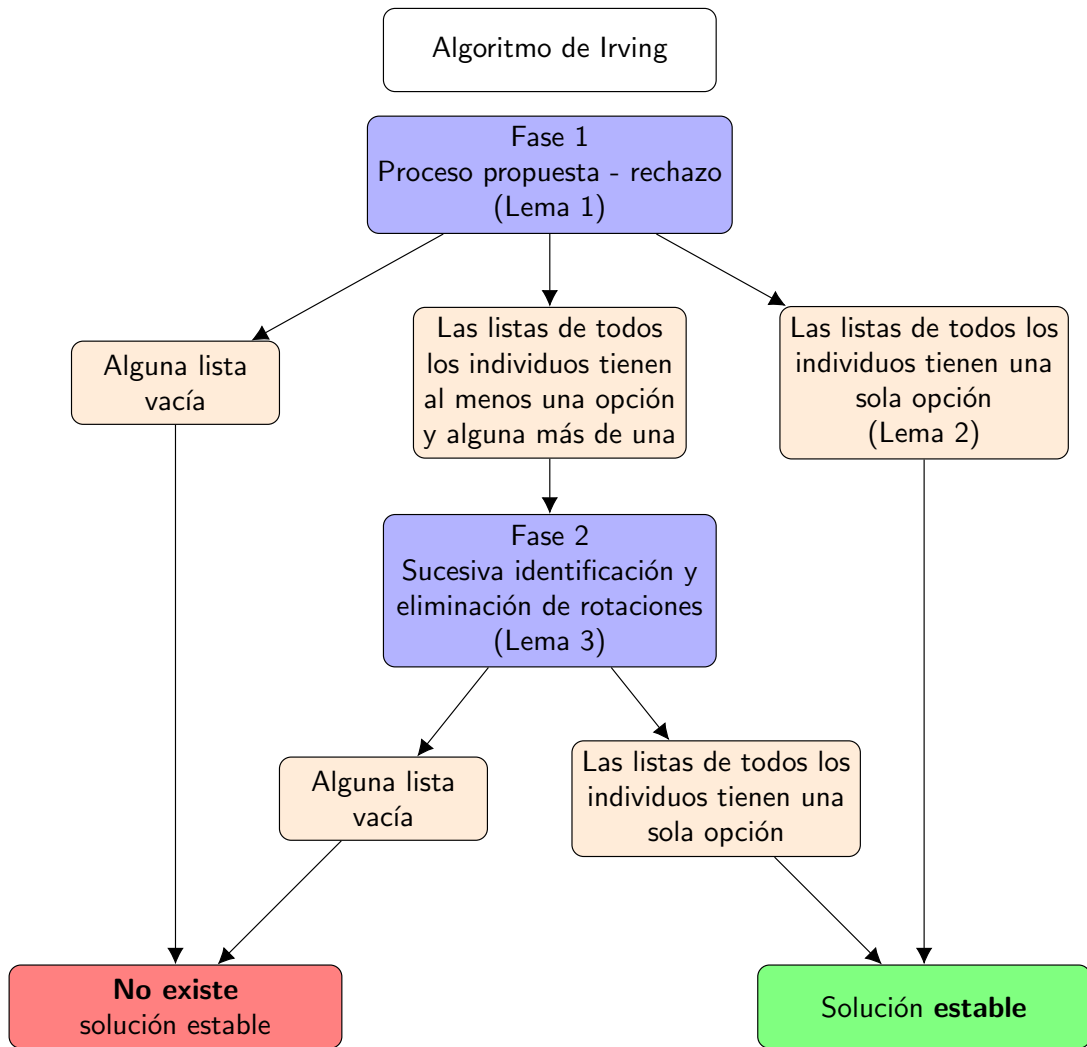 Algoritmo de Irving
Fase 1
Proceso propuesta - rechazo
(Lema 1)
Alguna lista
vacía
Las listas de todos
los individuos tienen
al menos una opción
y alguna más de una
Las listas de todos los
individuos tienen una
sola opción
(Lema 2)
Fase 2
Sucesiva identificación y
eliminación de rotaciones
(Lema 3)
Alguna lista
vacía
Las listas de todos los
individuos tienen una
sola opción
No existe
solución estable
Solución estable